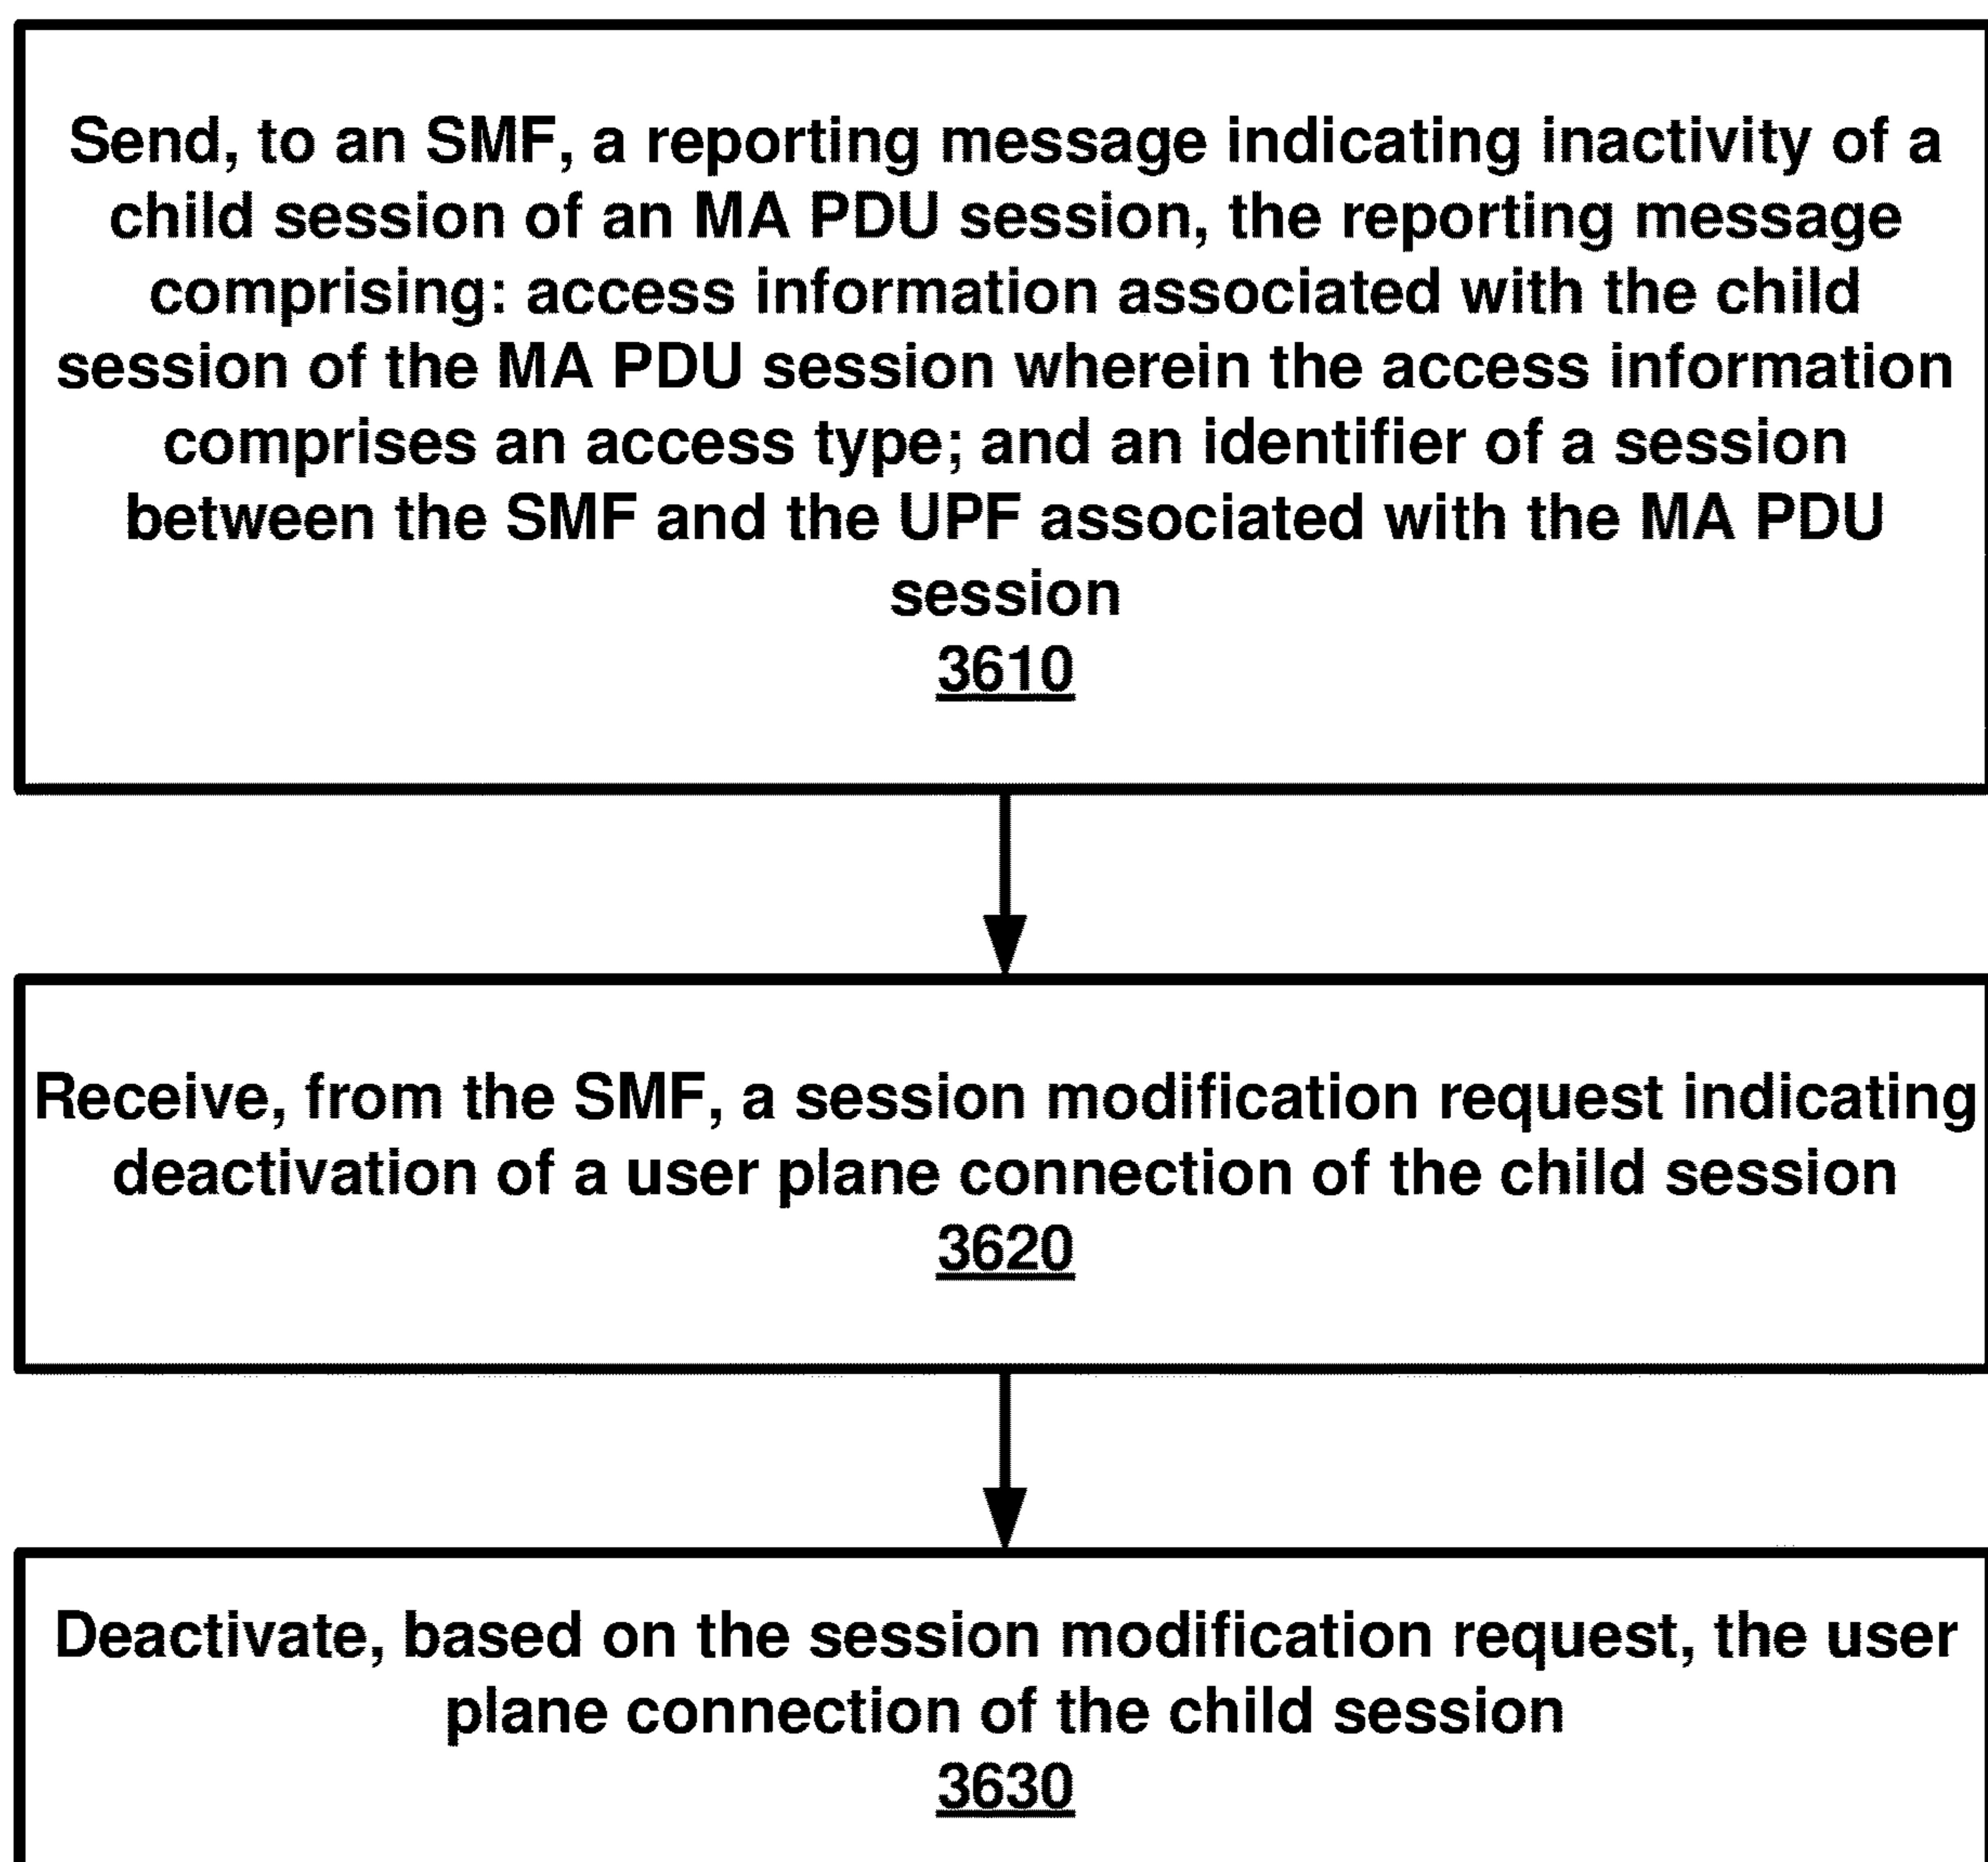 Send, to an SMF, a reporting message indicating inactivity of a
child session of an MA PDU session, the reporting message
comprising: access information associated with the child
session of the MA PDU session wherein the access information
comprises an access type; and an identifier of a session
between the SMF and the UPF associated with the MA PDU
session
3610
Receive, from the SMF, a session modification request indicating
deactivation of a user plane connection of the child session
3620
Deactivate, based on the session modification request, the user
plane connection of the child session
3630